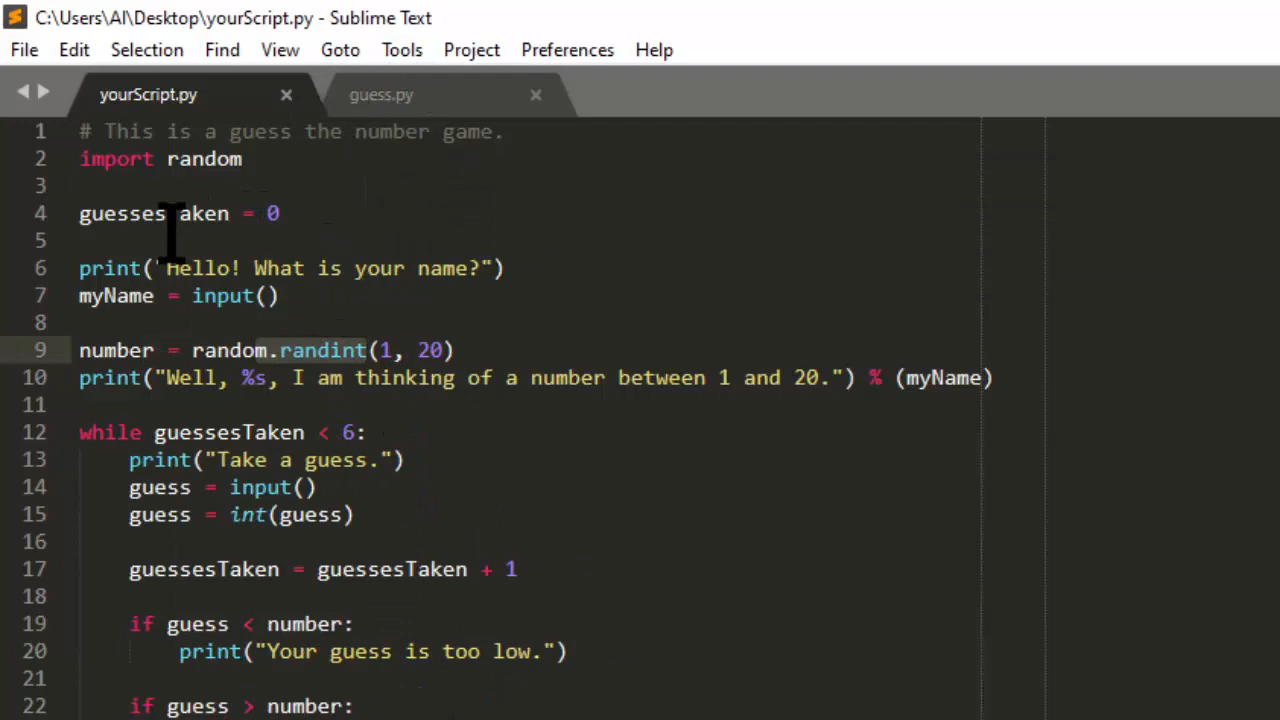 C:\Users\Al\Desktop\yourScript.py - Sublime Text
File Edit Selection Find View Goto Tools Project Preferences Help
yourScript.py guess.py
1 # This is a guess the number game.
2 import random
3
4 guessesTaken = 0
5
6 print("Hello! What is your name?")
7 myName = input()
8
9 number = random.randint(1, 20)
10 print("Well, %s, I am thinking of a number between 1 and 20.") % (myName)
11
12 while guessesTaken < 6:
13     print("Take a guess.")
14     guess = input()
15     guess = int(guess)
16
17     guessesTaken = guessesTaken + 1
18
19     if guess < number:
20         print("Your guess is too low.")
21
22     if guess > number: